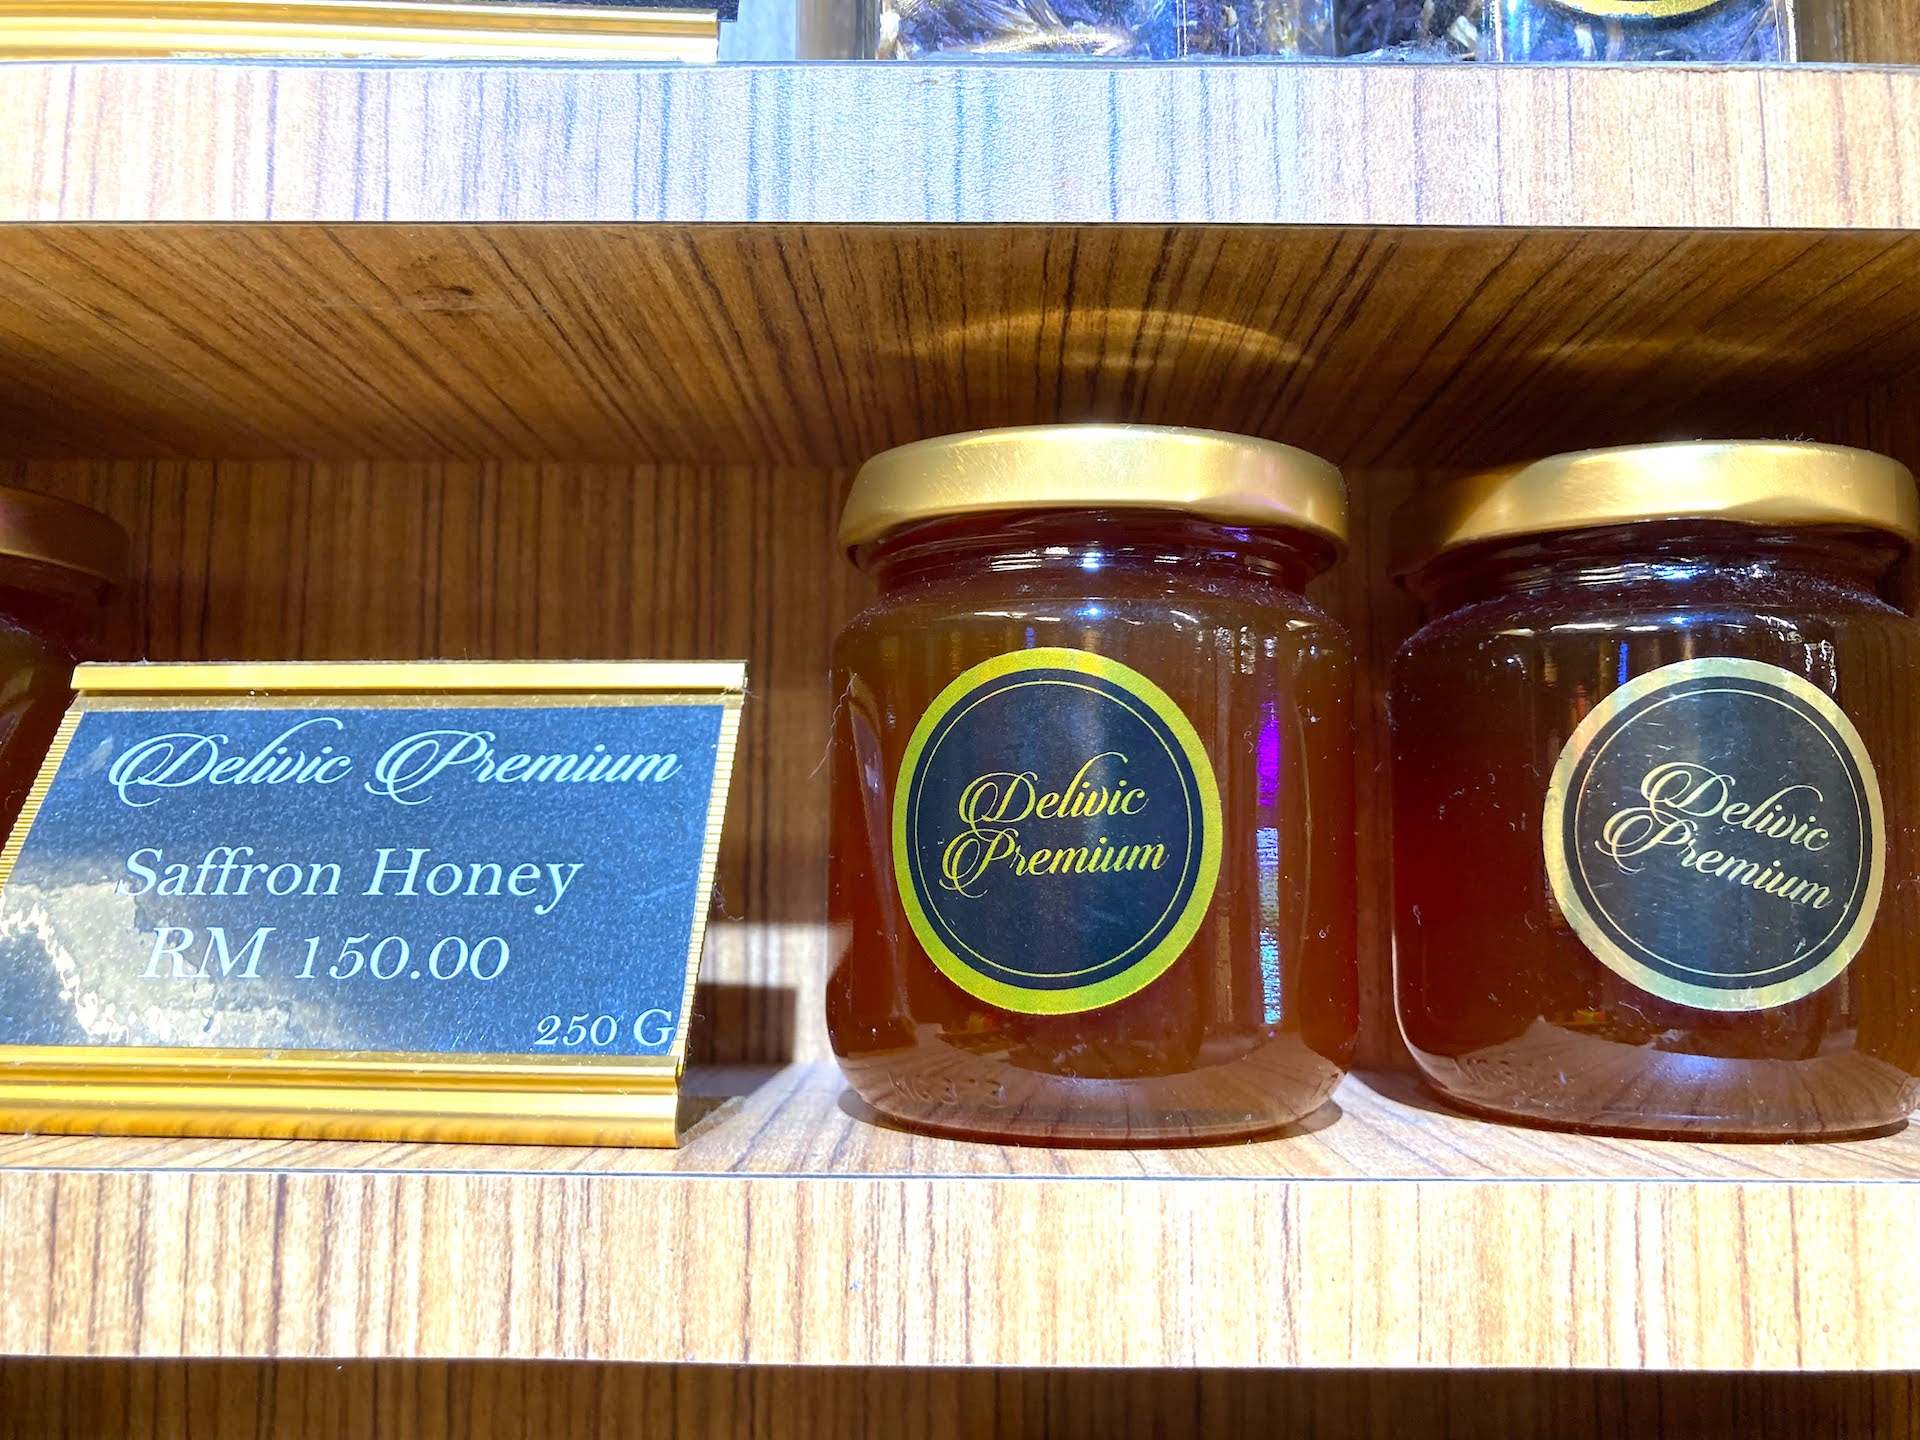 Delivic Premium
Saffron Honey
RM 150.00
250 G
Delivic
Premium
Delivic
Premium